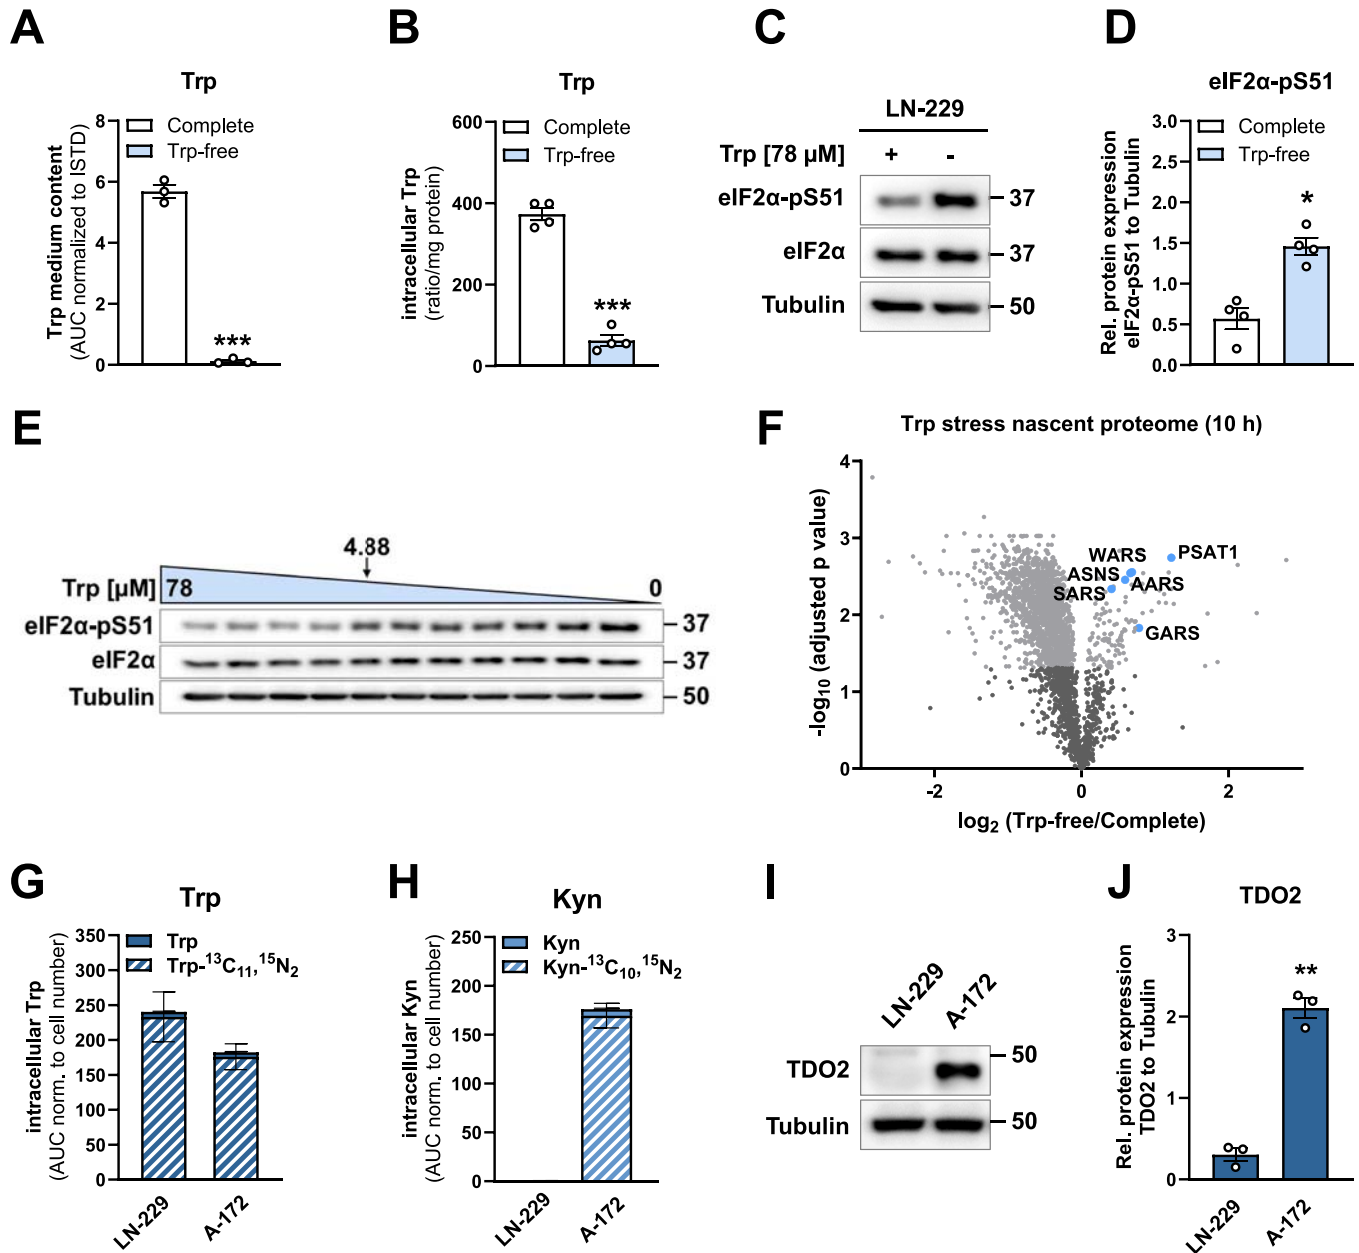 A
Trp
Complete
Trp-free
Trp medium content
(AUC normalized to ISTD)
6
4
2
0
***
B
Trp
Complete
Trp-free
intracellular Trp
(ratio/mg protein)
600
400
200
0
***
C
LN-229
Trp [78 µM] + -
eIF2α-pS51 37
eIF2α 37
Tubulin 50
D
eIF2α-pS51
Complete
Trp-free
Rel. protein expression
eIF2α-pS51 to Tubulin
3.0
2.5
2.0
1.5
1.0
0.5
0.0
*
E
4.88
Trp [µM] 78 0
eIF2α-pS51 37
eIF2α 37
Tubulin 50
F
Trp stress nascent proteome (10 h)
-log10 (adjusted p value)
4
3
2
1
0
WARS
PSAT1
ASNS
AARS
SARS
GARS
-2 0 2
log2 (Trp-free/Complete)
G
Trp
Trp
Trp-¹³C₁₁,¹⁵N₂
intracellular Trp
(AUC norm. to cell number)
350
300
250
200
150
100
50
0
LN-229
A-172
H
Kyn
Kyn
Kyn-¹³C₁₀,¹⁵N₂
intracellular Kyn
(AUC norm. to cell number)
250
200
150
100
50
0
LN-229
A-172
I
LN-229
A-172
TDO2 50
Tubulin 50
J
TDO2
Rel. protein expression
TDO2 to Tubulin
3
2
1
0
**
LN-229
A-172